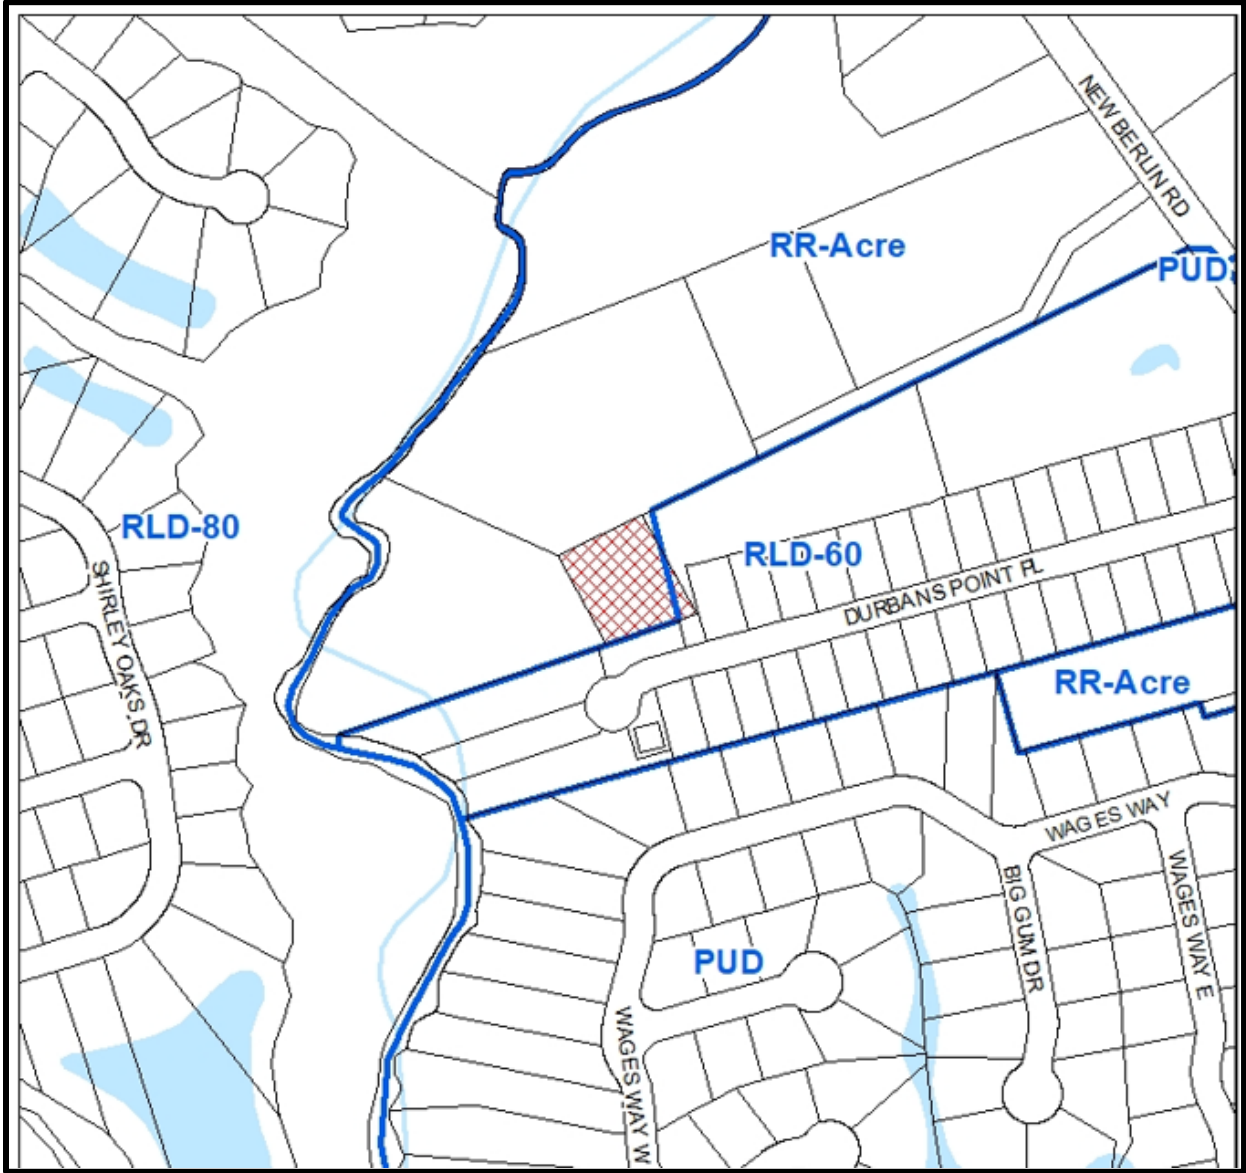 NEW BERLIN RD
RR-Acre
PUD
RLD-80
RLD-60
SHIRLEY OAKS DR
DURBANS POINT PL
RR-Acre
WAGES WAY
WAGES WAY E
BIG GUM DR
PUD
WAGES WAY W